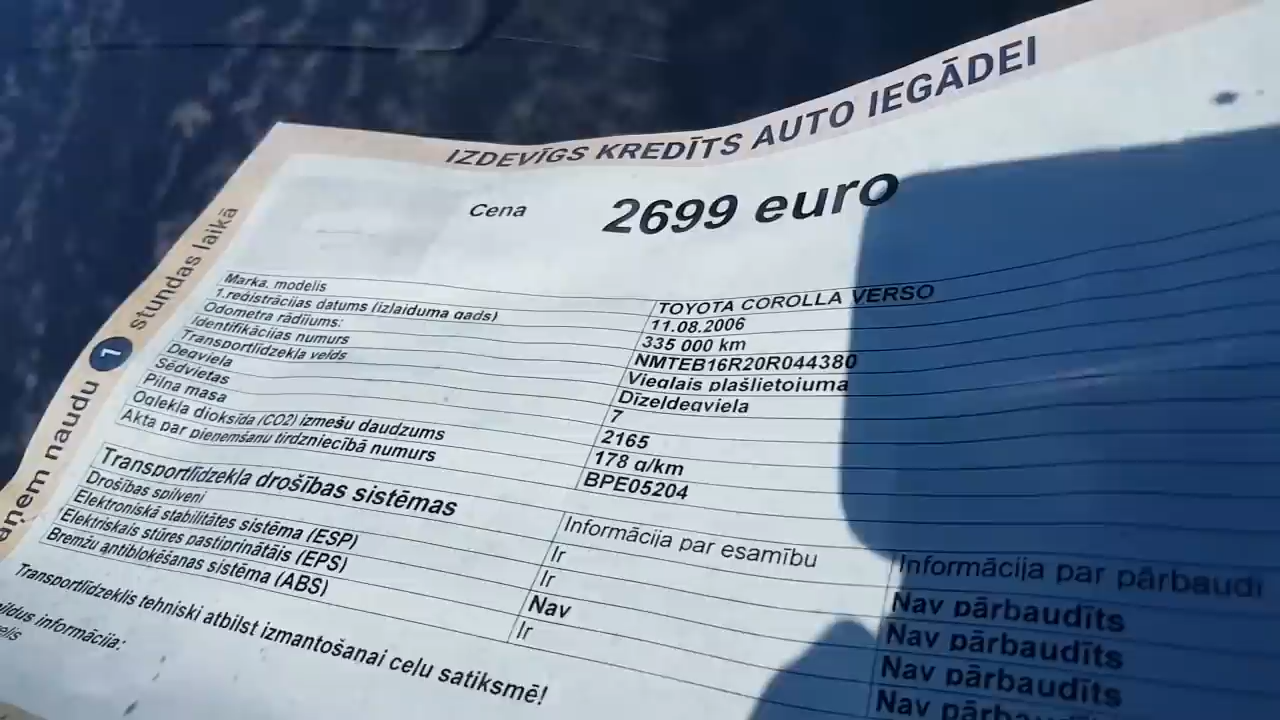 IZDEVĪGS KREDĪTS AUTO IEGĀDEI
Cena 2699 euro
Marka, modelis TOYOTA COROLLA VERSO
1.reģistrācijas datums (izlaiduma gads) 11.08.2006
Odometra rādījums: 335 000 km
Identifikācijas numurs NMTEB16R20R044380
Transportlīdzekļa veids Vieglais plašlietojuma
Degviela Dīzeļdegviela
Sēdvietas 7
Pilna masa 2165
Oglekļa dioksīda (CO2) izmešu daudzums 178 g/km
Akta par pieņemšanu tirdzniecībā numurs BPE05204
Transportlīdzekļa drošības sistēmas Informācija par esamību Informācija par pārbaudi
Drošības spilveni Ir Nav pārbaudīts
Elektroniskā stabilitātes sistēma (ESP) Ir Nav pārbaudīts
Elektriskais stūres pastiprinātājs (EPS) Nav Nav pārbaudīts
Bremžu antibloķēšanas sistēma (ABS) Ir Nav
Transportlīdzeklis tehniski atbilst izmantošanai ceļu satiksmē!
informācija:
naudu 1 stundas laikā